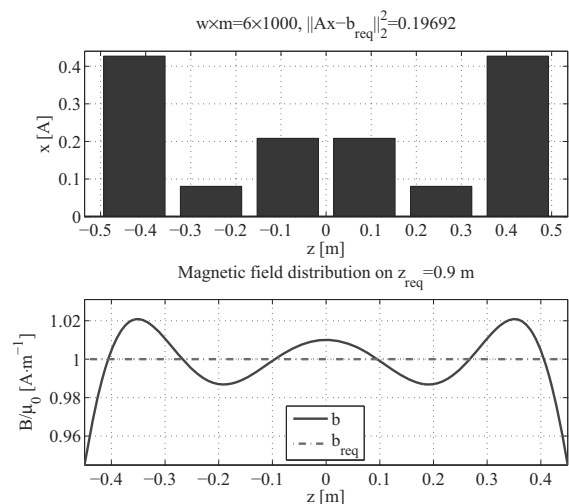 w×m=6×1000, ||Ax−b_req||_2^2=0.19692
0.4
0.3
0.2
0.1
0
x [A]
−0.5 −0.4 −0.3 −0.2 −0.1 0 0.1 0.2 0.3 0.4 0.5
z [m]
Magnetic field distribution on z_req=0.9 m
1.02
1
0.98
0.96
B/μ_0 [A·m^−1]
b
b_req
−0.4 −0.3 −0.2 −0.1 0 0.1 0.2 0.3 0.4
z [m]